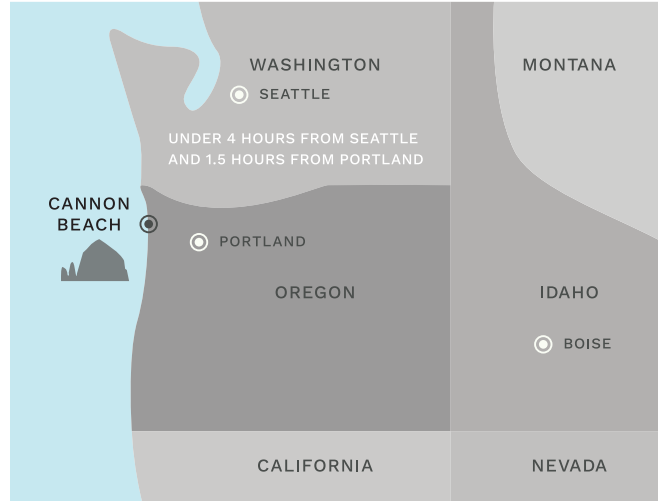 WASHINGTON
MONTANA
SEATTLE
UNDER 4 HOURS FROM SEATTLE
AND 1.5 HOURS FROM PORTLAND
CANNON
BEACH
PORTLAND
OREGON
IDAHO
BOISE
CALIFORNIA
NEVADA